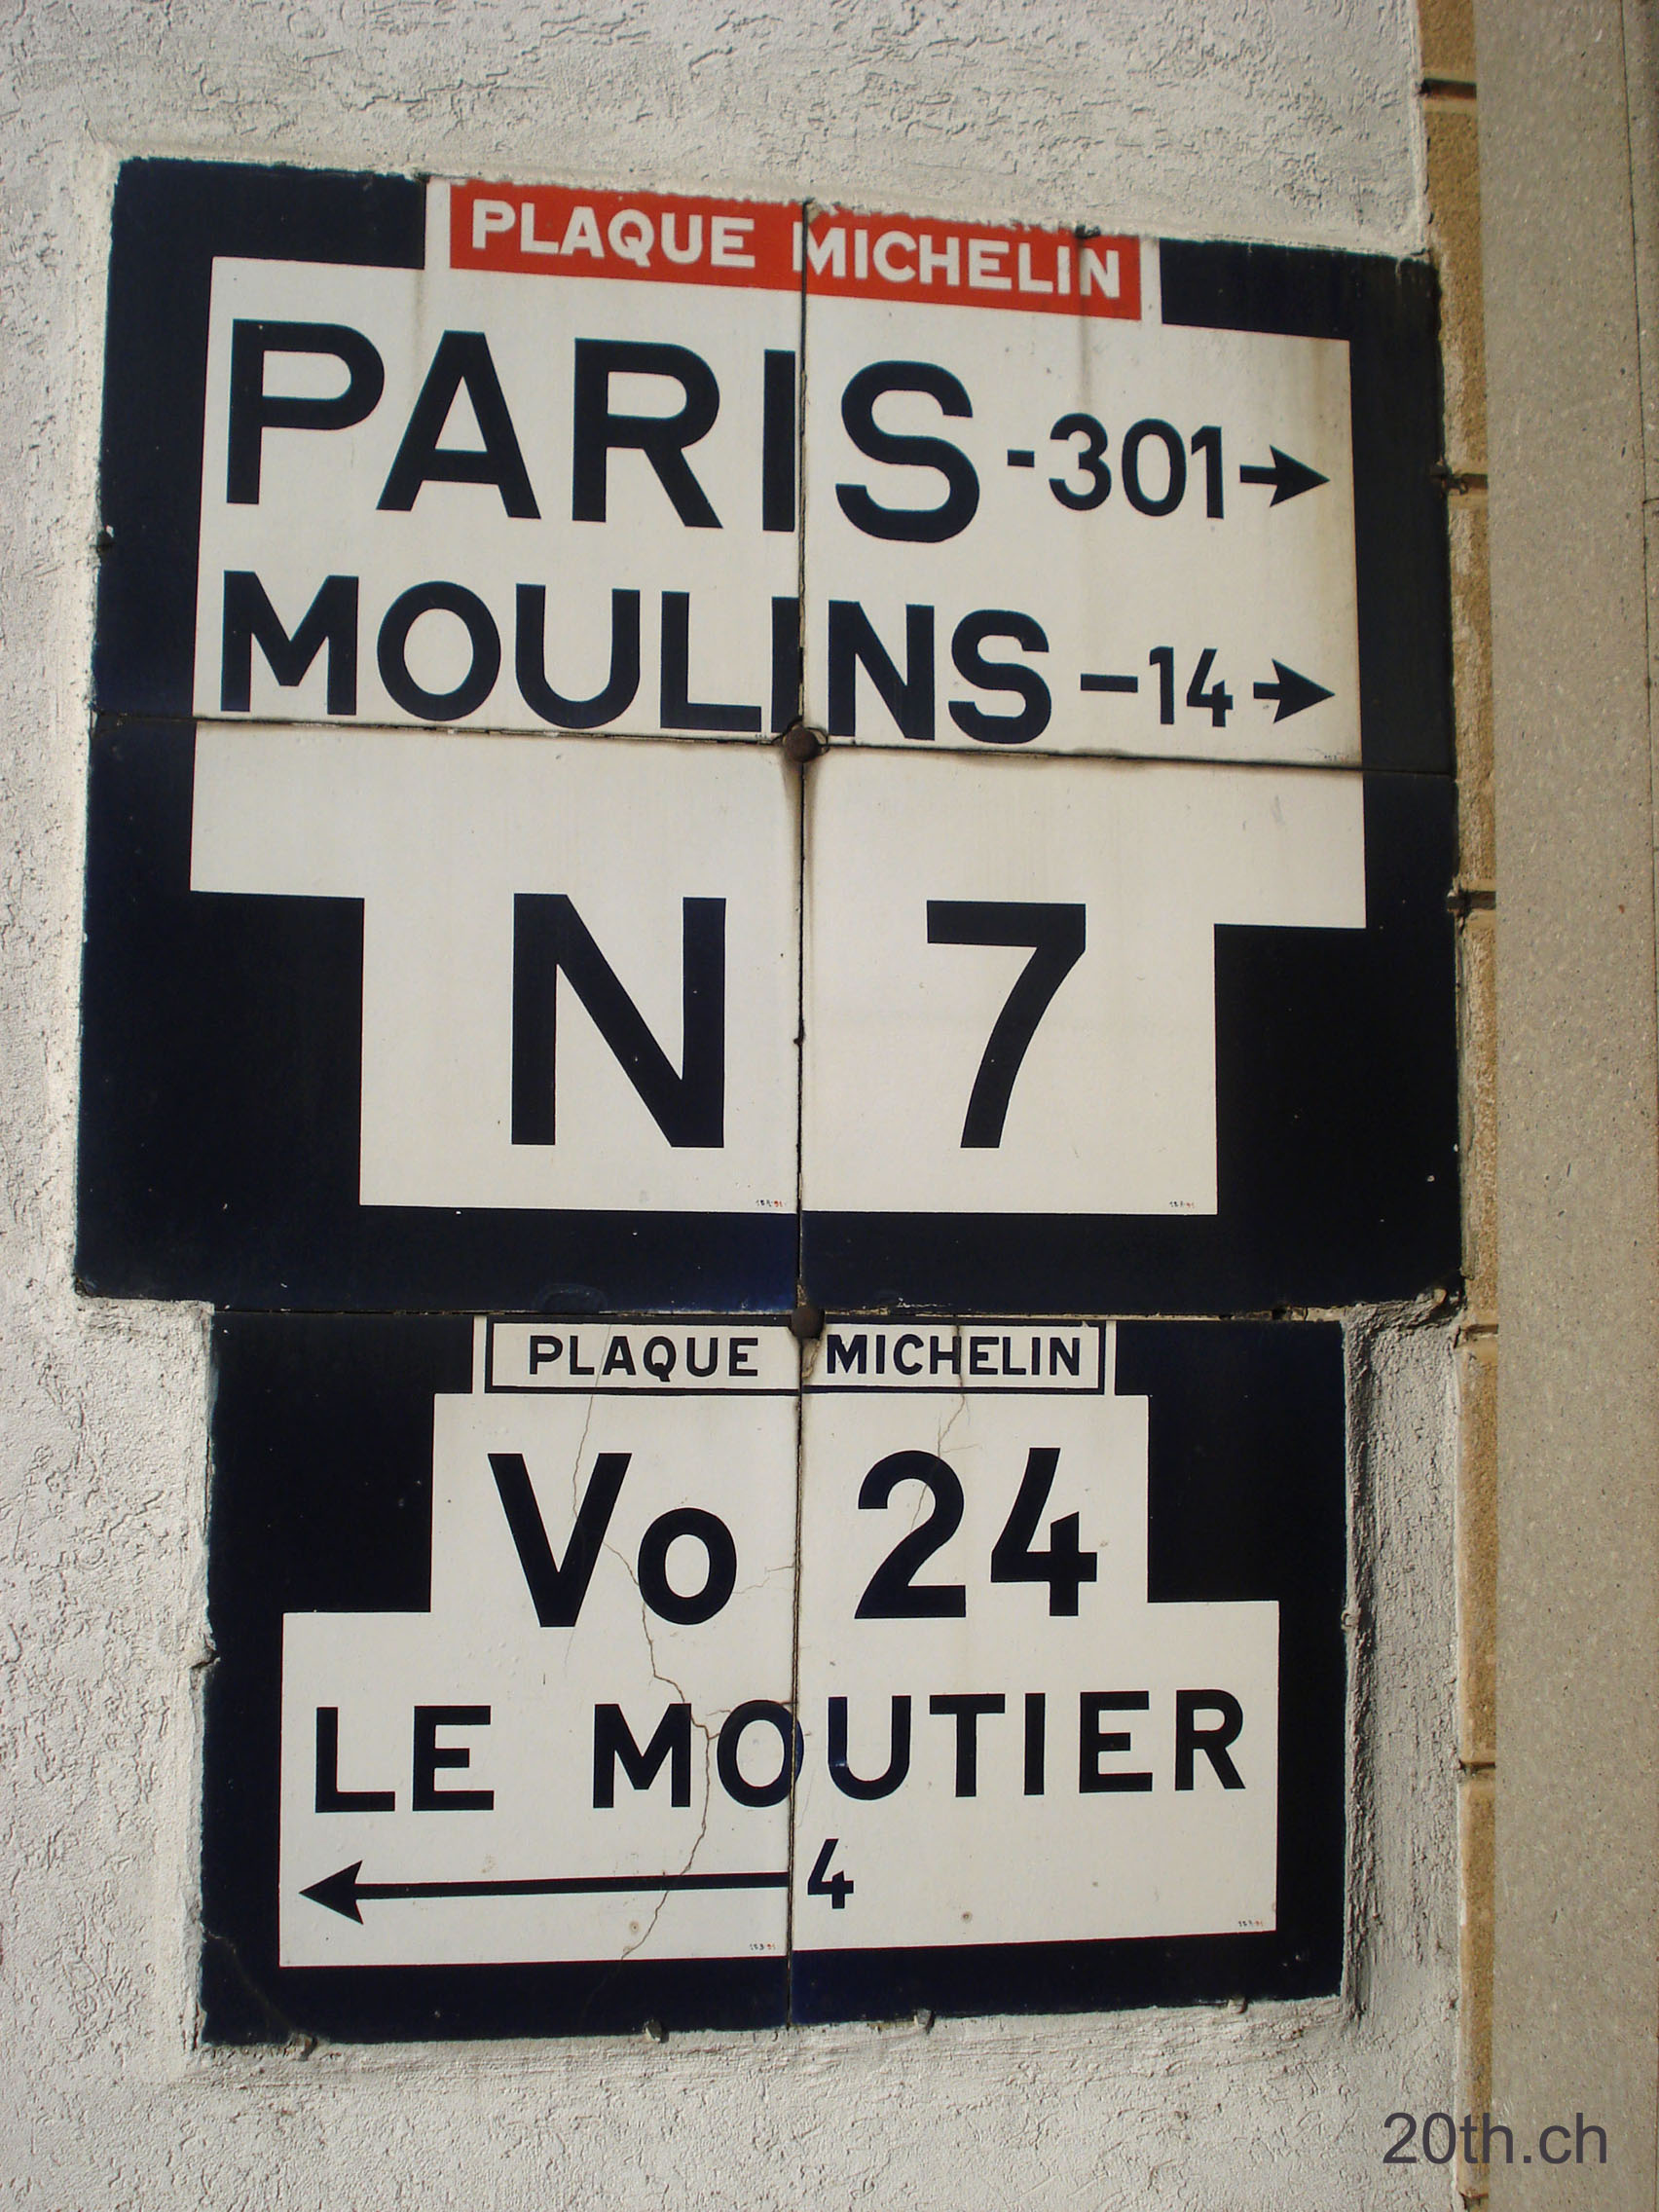 PLAQUE MICHELIN
PARIS -301→
MOULINS -14→
N 7
PLAQUE MICHELIN
Vo 24
LE MOUTIER
← 4
20th.ch